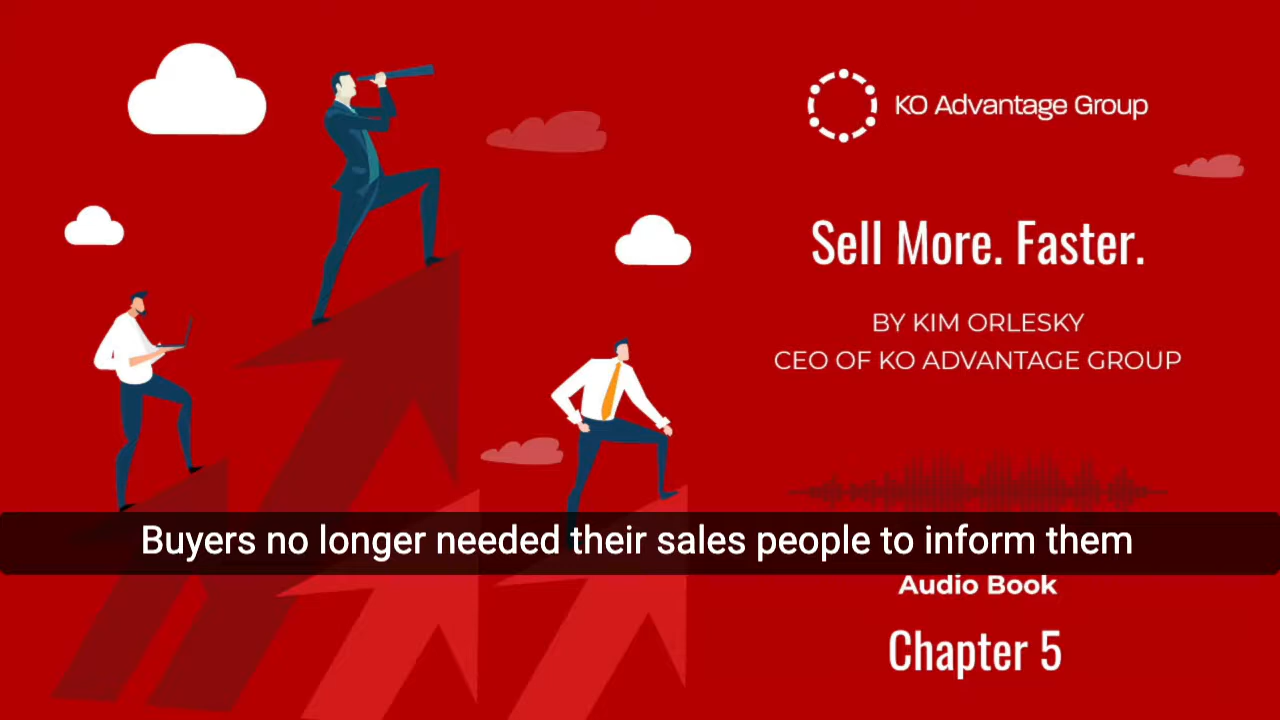 KO Advantage Group
Sell More. Faster.
BY KIM ORLESKY
CEO OF KO ADVANTAGE GROUP
Buyers no longer needed their sales people to inform them
Audio Book
Chapter 5